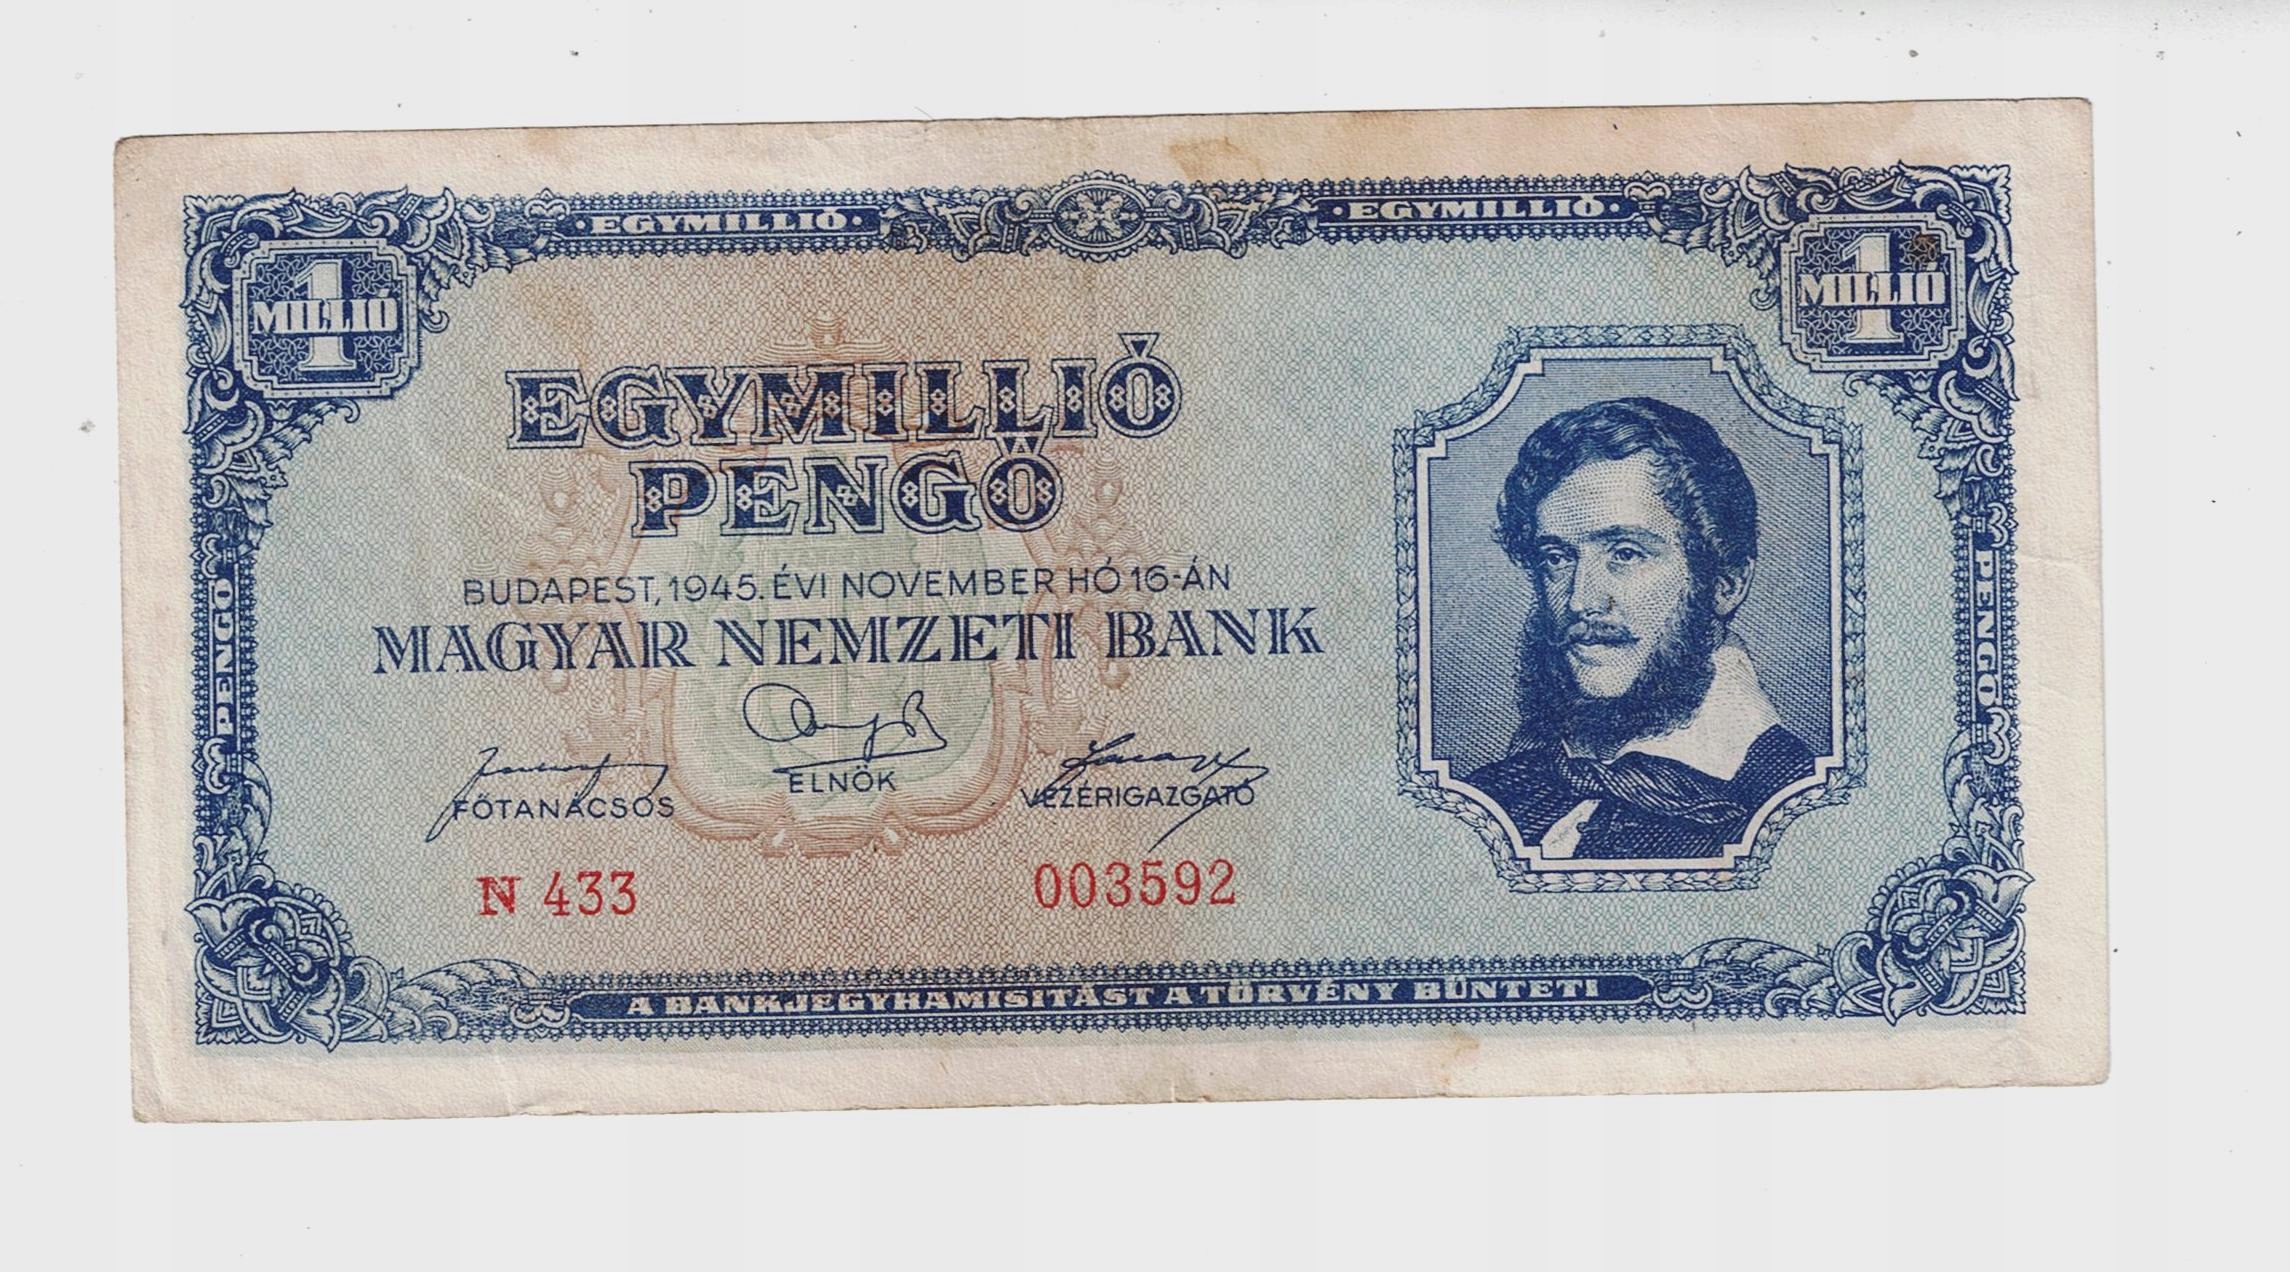 ·EGYMILLIÓ·
·EGYMILLIÓ·
1
MILLIÓ
1
MILLIÓ
EGYMILLIÓ
PENGŐ
BUDAPEST, 1945. ÉVI NOVEMBER HÓ 16-ÁN
MAGYAR NEMZETI BANK
FŐTANÁCSOS
ELNÖK
VEZÉRIGAZGATÓ
N 433
003592
PENGŐ
PENGŐ
A BANKJEGYHAMISITÁST A TÖRVÉNY BÜNTETI